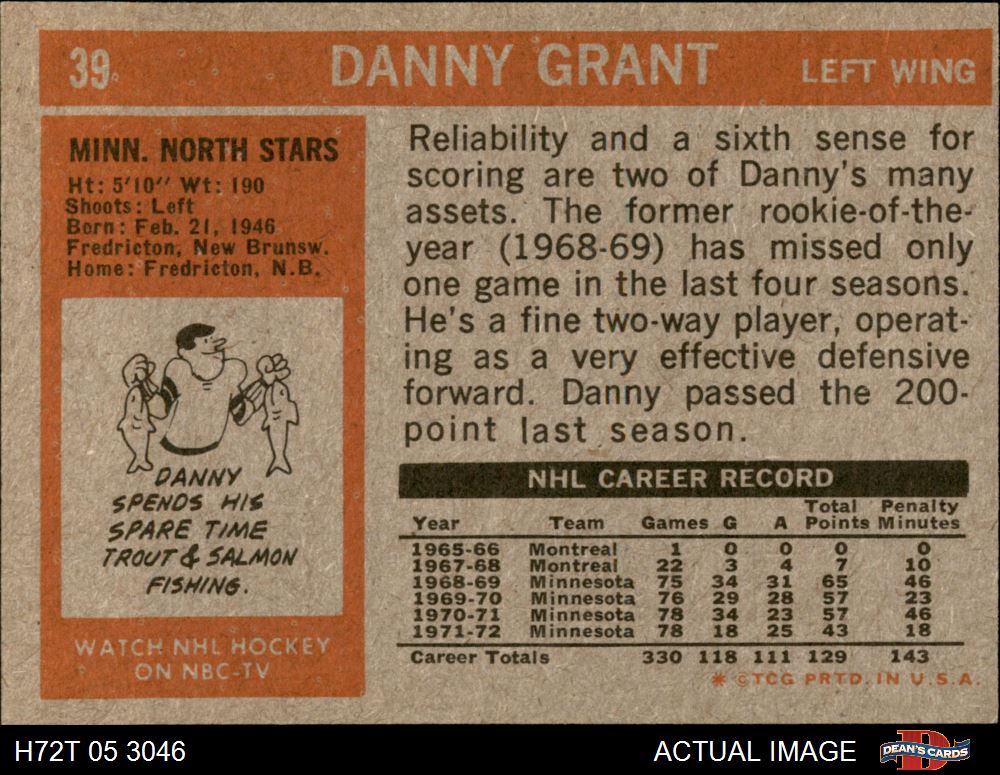 39 DANNY GRANT LEFT WING
MINN. NORTH STARS
Ht: 5'10" Wt: 190
Shoots: Left
Born: Feb. 21, 1946
Fredricton, New Brunsw.
Home: Fredricton, N.B.
DANNY
SPENDS HIS
SPARE TIME
TROUT & SALMON
FISHING.
WATCH NHL HOCKEY
ON NBC-TV
Reliability and a sixth sense for
scoring are two of Danny's many
assets. The former rookie-of-the-
year (1968-69) has missed only
one game in the last four seasons.
He's a fine two-way player, operat-
ing as a very effective defensive
forward. Danny passed the 200-
point last season.
NHL CAREER RECORD
Year Team Games G A Total Points Penalty Minutes
1965-66 Montreal 1 0 0 0 0
1967-68 Montreal 22 3 4 7 10
1968-69 Minnesota 75 34 31 65 46
1969-70 Minnesota 76 29 28 57 23
1970-71 Minnesota 78 34 23 57 46
1971-72 Minnesota 78 18 25 43 18
Career Totals 330 118 111 129 143
* ©TCG PRTD. IN U.S.A.
H72T 05 3046 ACTUAL IMAGE D DEAN'S CARDS